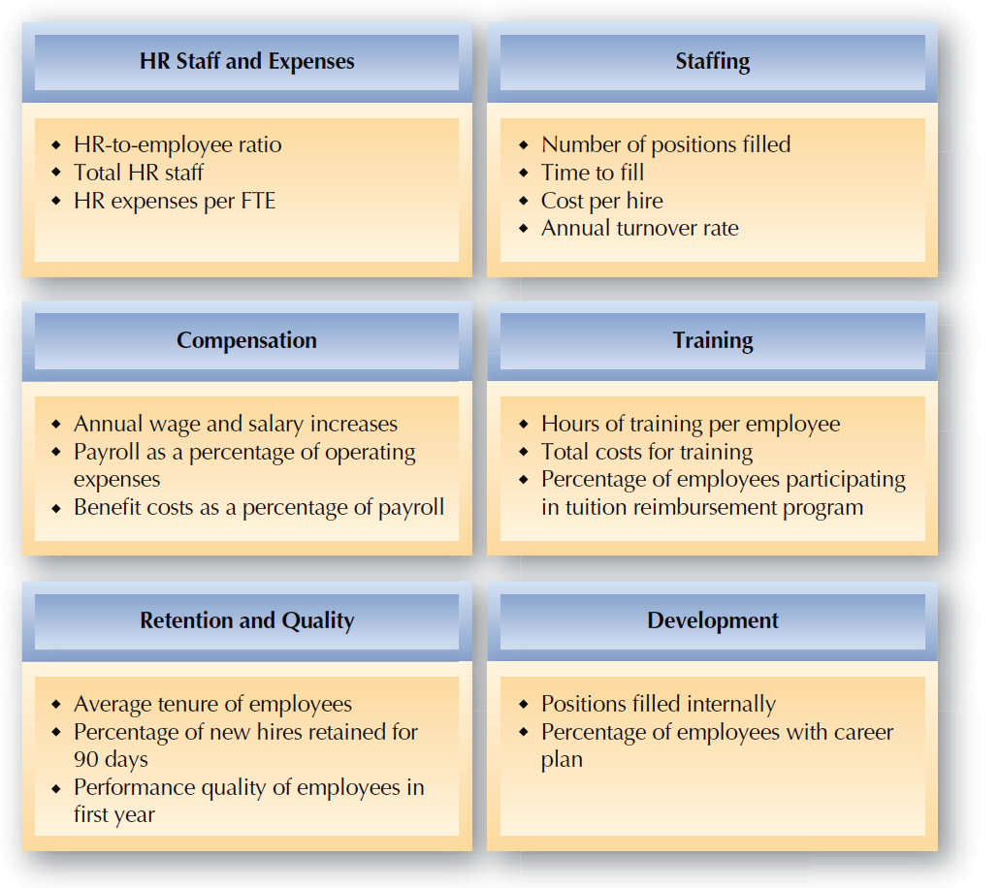 HR Staff and Expenses
◆ HR-to-employee ratio
◆ Total HR staff
◆ HR expenses per FTE
Staffing
◆ Number of positions filled
◆ Time to fill
◆ Cost per hire
◆ Annual turnover rate
Compensation
◆ Annual wage and salary increases
◆ Payroll as a percentage of operating
expenses
◆ Benefit costs as a percentage of payroll
Training
◆ Hours of training per employee
◆ Total costs for training
◆ Percentage of employees participating
in tuition reimbursement program
Retention and Quality
◆ Average tenure of employees
◆ Percentage of new hires retained for
90 days
◆ Performance quality of employees in
first year
Development
◆ Positions filled internally
◆ Percentage of employees with career
plan